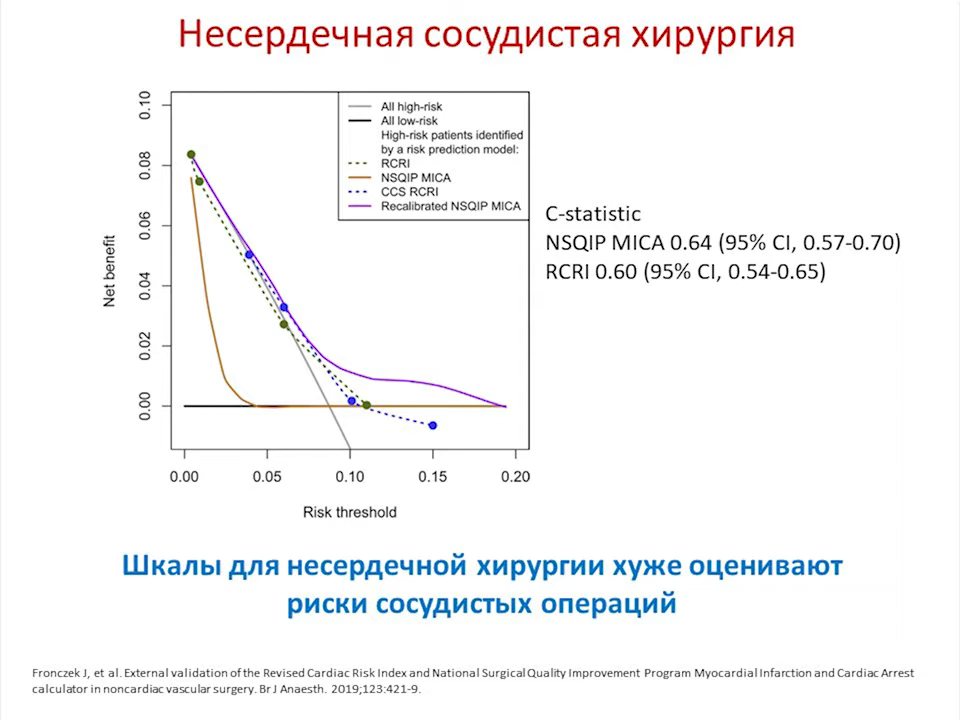 Несердечная сосудистая хирургия
0.10
0.08
0.06
0.04
0.02
0.00
Net benefit
All high-risk
All low-risk
High-risk patients identified
by a risk prediction model:
RCRI
NSQIP MICA
CCS RCRI
Recalibrated NSQIP MICA
0.00 0.05 0.10 0.15 0.20
Risk threshold
C-statistic
NSQIP MICA 0.64 (95% CI, 0.57-0.70)
RCRI 0.60 (95% CI, 0.54-0.65)
Шкалы для несердечной хирургии хуже оценивают
риски сосудистых операций
Fronczek J, et al. External validation of the Revised Cardiac Risk Index and National Surgical Quality Improvement Program Myocardial Infarction and Cardiac Arrest
calculator in noncardiac vascular surgery. Br J Anaesth. 2019;123:421-9.